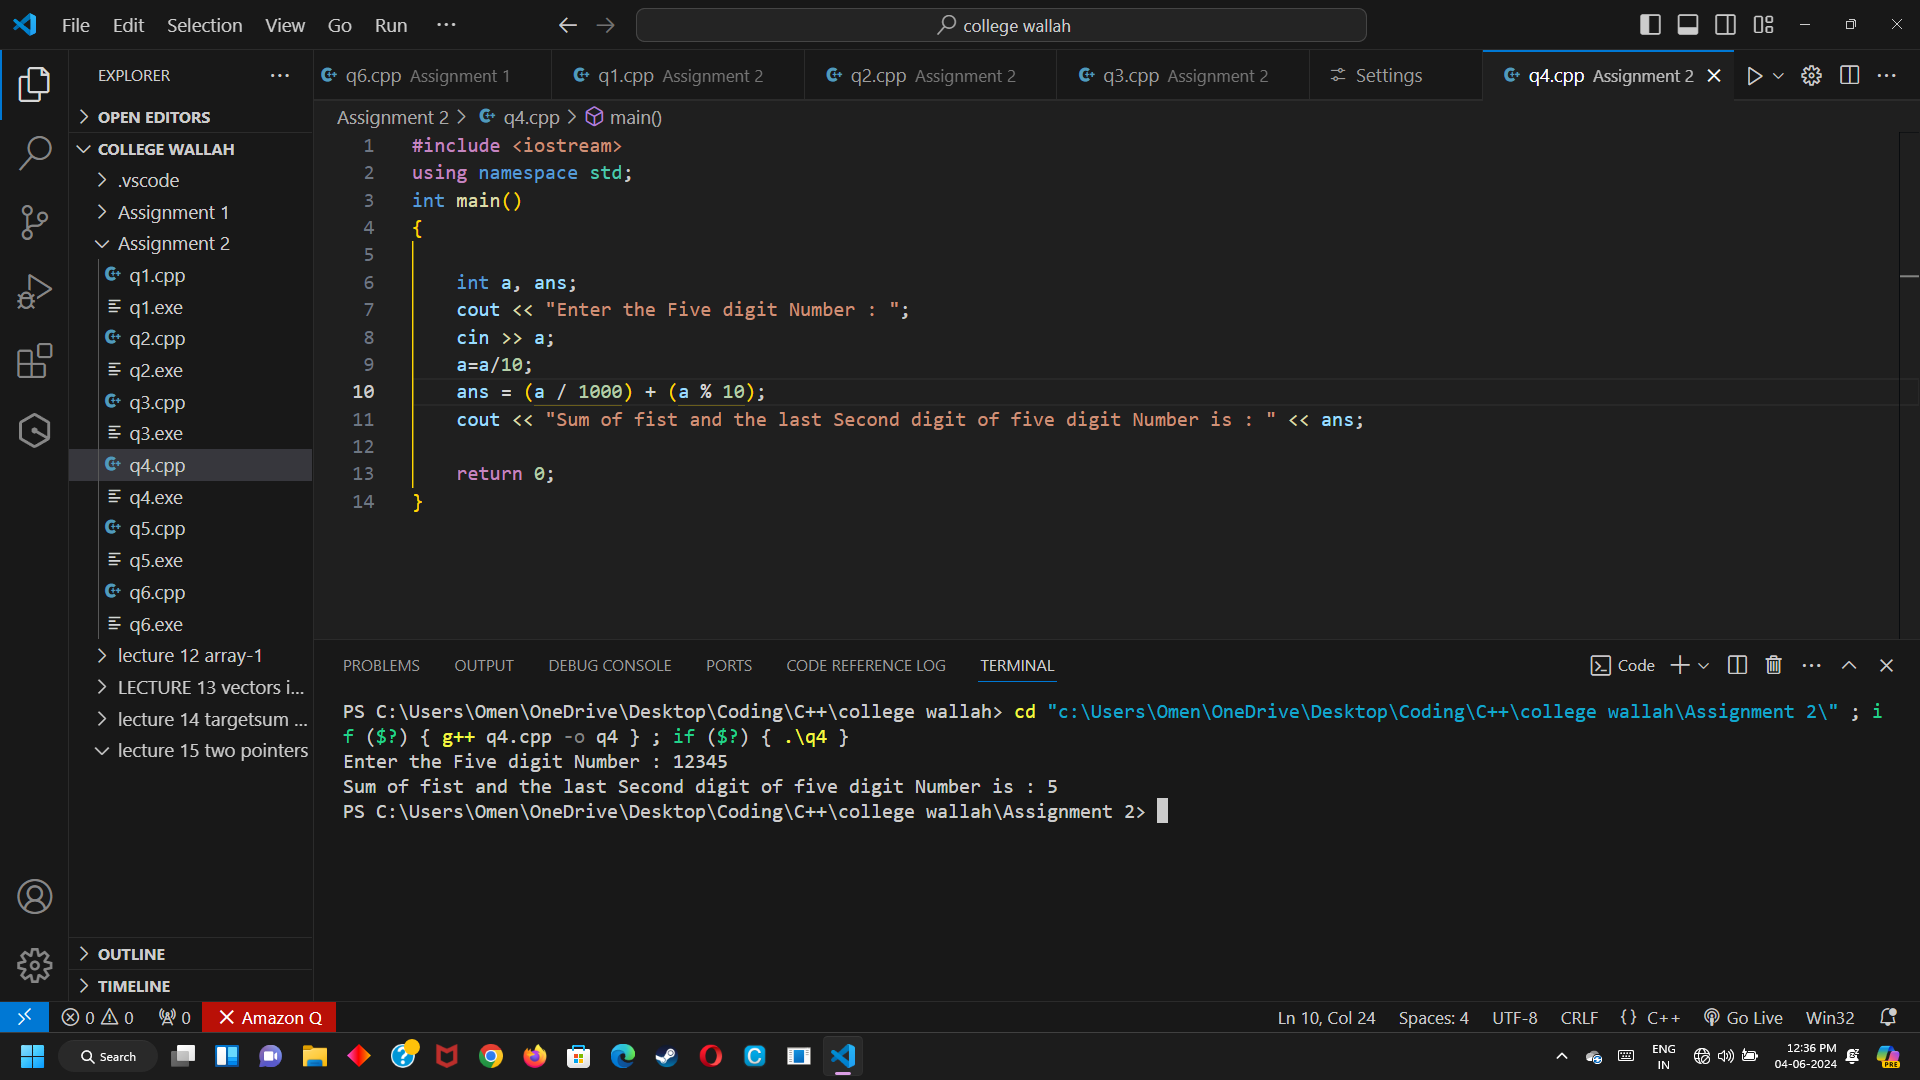 File Edit Selection View Go Run ··· college wallah
EXPLORER ···
OPEN EDITORS
COLLEGE WALLAH
.vscode
Assignment 1
Assignment 2
q1.cpp
q1.exe
q2.cpp
q2.exe
q3.cpp
q3.exe
q4.cpp
q4.exe
q5.cpp
q5.exe
q6.cpp
q6.exe
lecture 12 array-1
LECTURE 13 vectors i...
lecture 14 targetsum ...
lecture 15 two pointers
OUTLINE
TIMELINE
q6.cpp Assignment 1 q1.cpp Assignment 2 q2.cpp Assignment 2 q3.cpp Assignment 2 Settings q4.cpp Assignment 2
Assignment 2 > q4.cpp > main()
1 #include <iostream>
2 using namespace std;
3 int main()
4 {
5
6 int a, ans;
7 cout << "Enter the Five digit Number : ";
8 cin >> a;
9 a=a/10;
10 ans = (a / 1000) + (a % 10);
11 cout << "Sum of fist and the last Second digit of five digit Number is : " << ans;
12
13 return 0;
14 }
PROBLEMS OUTPUT DEBUG CONSOLE PORTS CODE REFERENCE LOG TERMINAL Code
PS C:\Users\Omen\OneDrive\Desktop\Coding\C++\college wallah> cd "c:\Users\Omen\OneDrive\Desktop\Coding\C++\college wallah\Assignment 2\" ; i
f ($?) { g++ q4.cpp -o q4 } ; if ($?) { .\q4 }
Enter the Five digit Number : 12345
Sum of fist and the last Second digit of five digit Number is : 5
PS C:\Users\Omen\OneDrive\Desktop\Coding\C++\college wallah\Assignment 2>
0 0 0 Amazon Q Ln 10, Col 24 Spaces: 4 UTF-8 CRLF {} C++ Go Live Win32
Search ENG IN 12:36 PM 04-06-2024 PRE